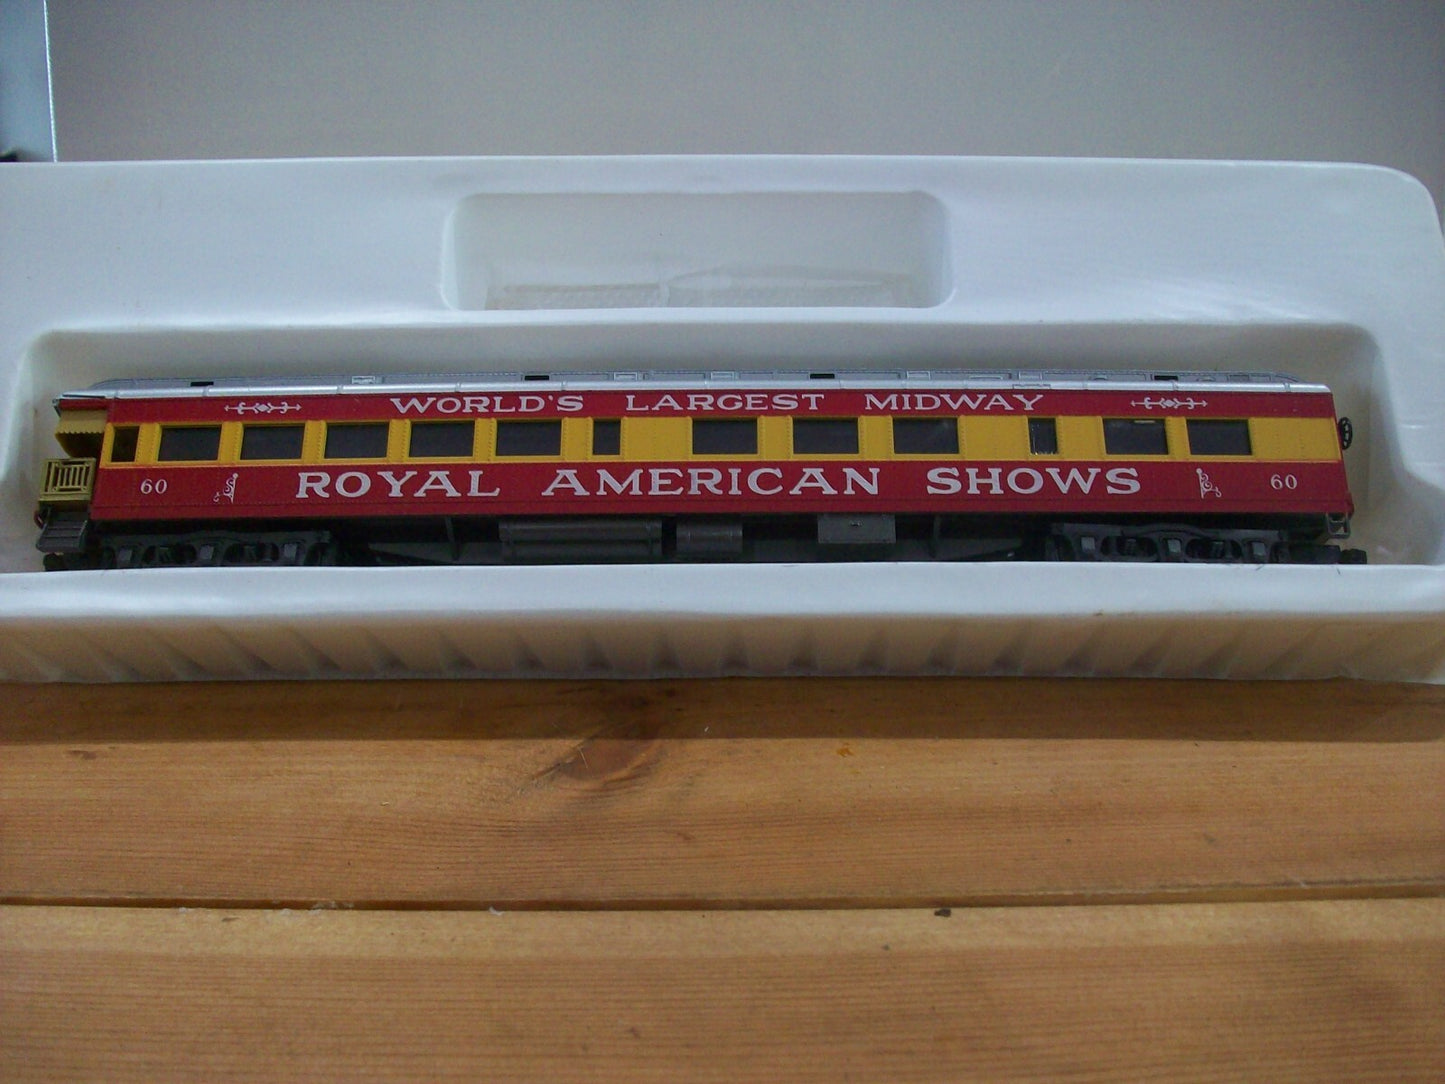 WORLD'S LARGEST MIDWAY
60 ROYAL AMERICAN SHOWS 60